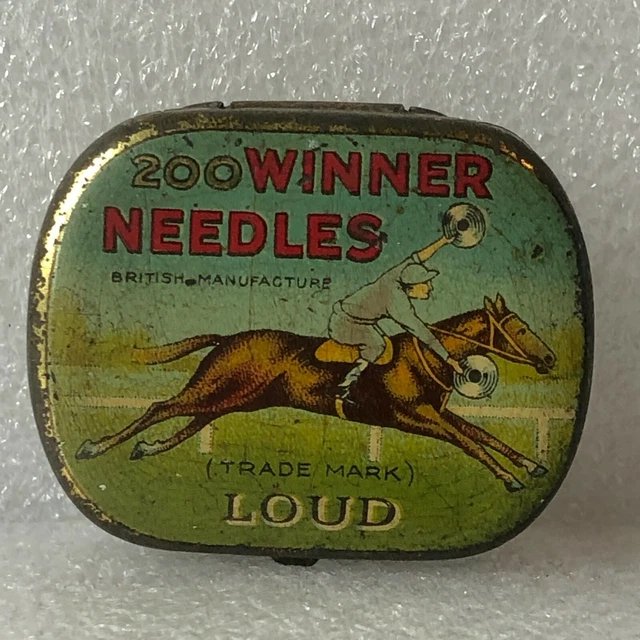 200 WINNER
NEEDLES
BRITISH MANUFACTURE
(TRADE MARK)
LOUD